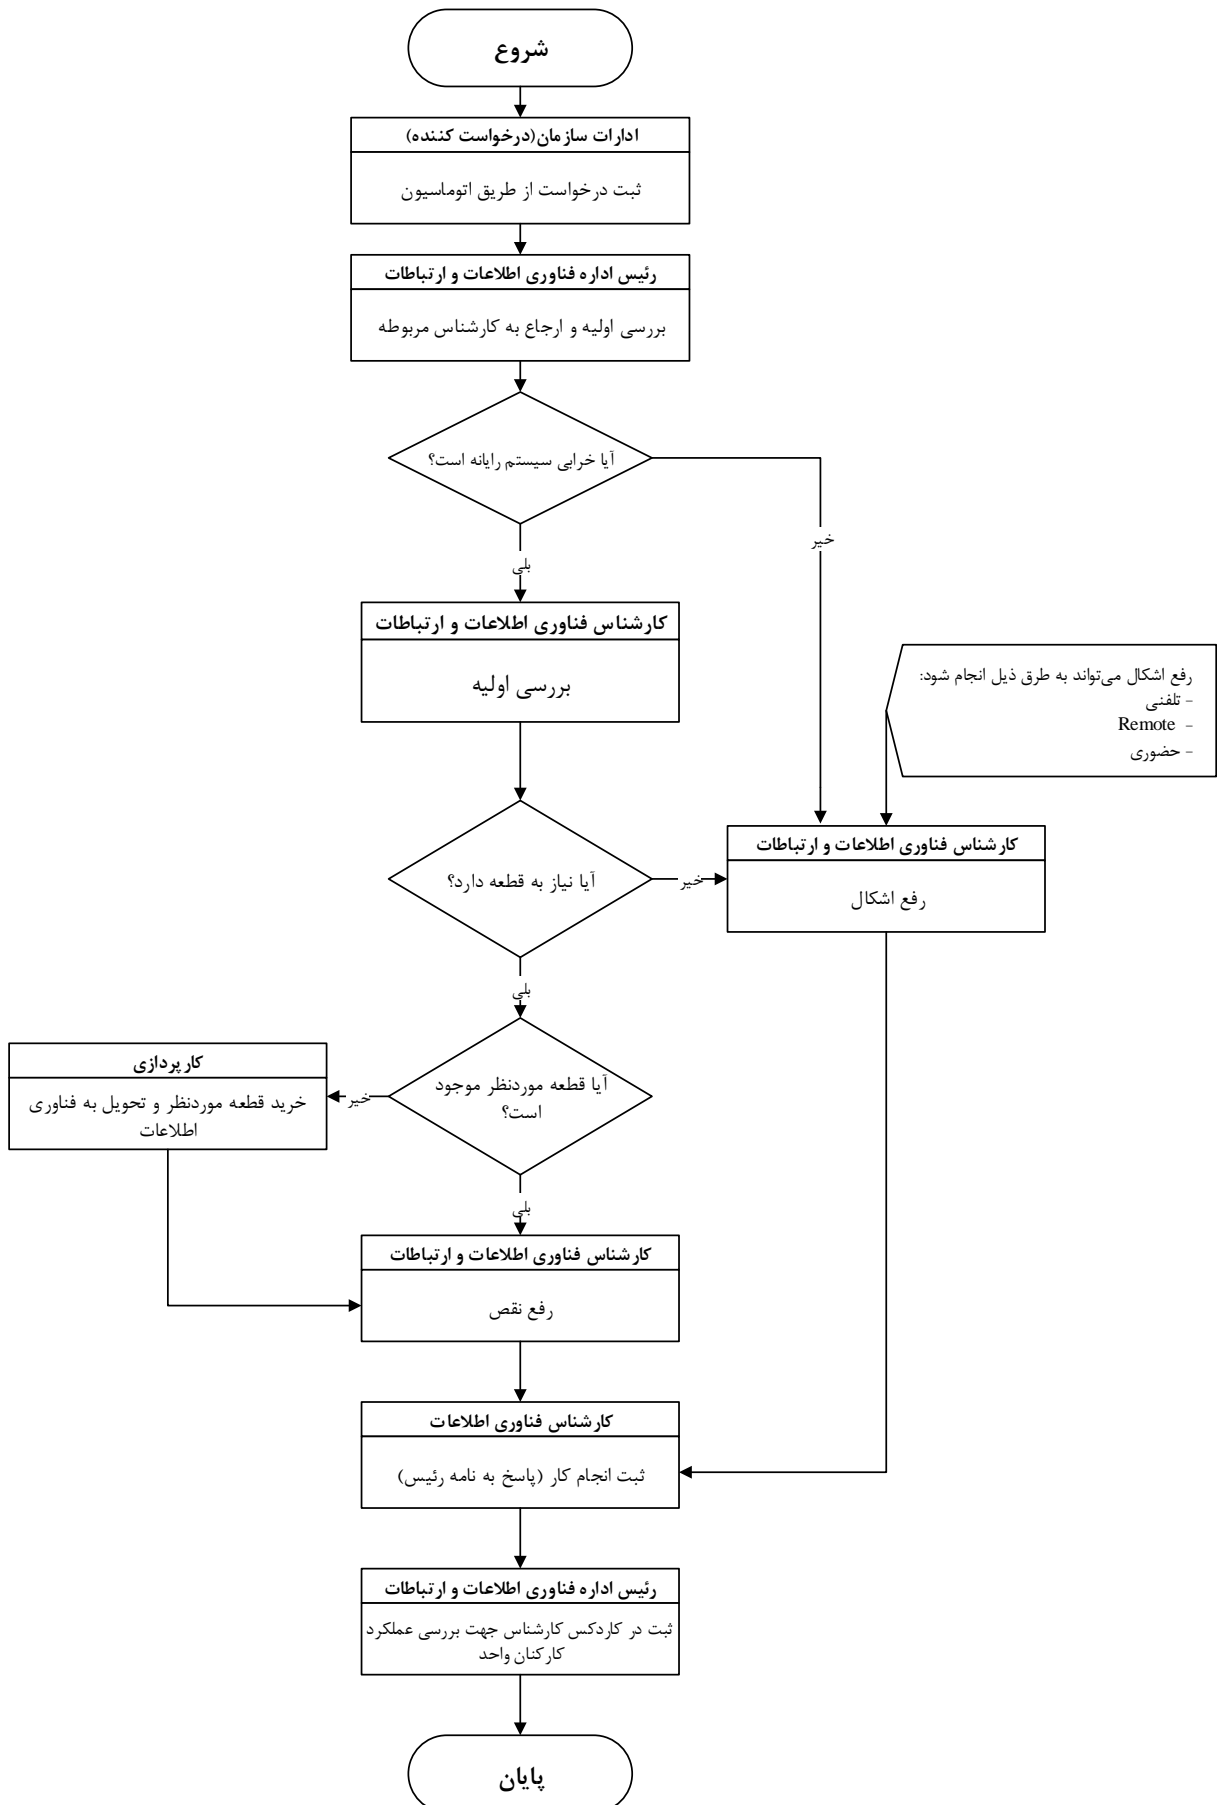 شروع
ادارات سازمان(درخواست کننده)
ثبت درخواست از طریق اتوماسیون
رئیس اداره فناوری اطلاعات و ارتباطات
بررسی اولیه و ارجاع به کارشناس مربوطه
آیا خرابی سیستم رایانه است؟
خیر
بلی
کارشناس فناوری اطلاعات و ارتباطات
بررسی اولیه
رفع اشکال می‌تواند به طرق ذیل انجام شود:
- تلفنی
- Remote
- حضوری
کارشناس فناوری اطلاعات و ارتباطات
رفع اشکال
آیا نیاز به قطعه دارد؟
خیر
بلی
آیا قطعه موردنظر موجود
است؟
خیر
کارپردازی
خرید قطعه موردنظر و تحویل به فناوری
اطلاعات
بلی
کارشناس فناوری اطلاعات و ارتباطات
رفع نقص
کارشناس فناوری اطلاعات
ثبت انجام کار (پاسخ به نامه رئیس)
رئیس اداره فناوری اطلاعات و ارتباطات
ثبت در کاردکس کارشناس جهت بررسی عملکرد
کارکنان واحد
پایان